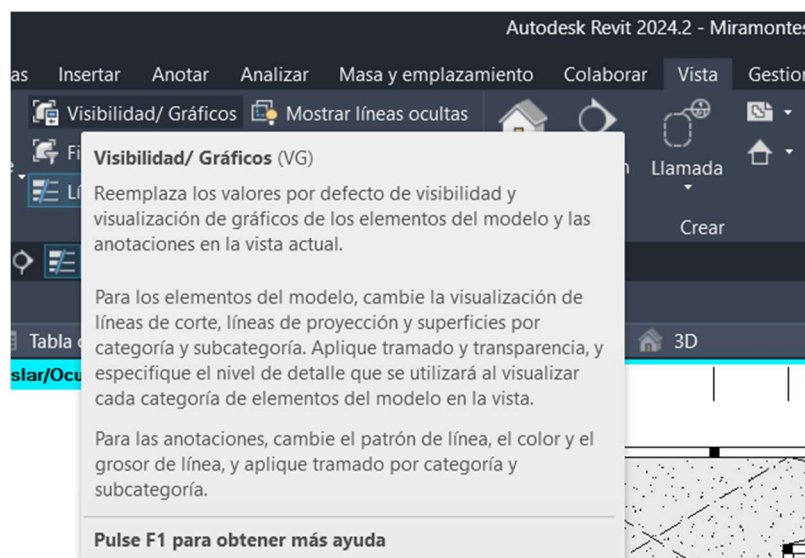 Autodesk Revit 2024.2 - Miramontes
as Insertar Anotar Analizar Masa y emplazamiento Colaborar Vista Gestion
Visibilidad/ Gráficos Mostrar líneas ocultas
Llamada
Crear
Visibilidad/ Gráficos (VG)
Reemplaza los valores por defecto de visibilidad y
visualización de gráficos de los elementos del modelo y las
anotaciones en la vista actual.
Para los elementos del modelo, cambie la visualización de
líneas de corte, líneas de proyección y superficies por
categoría y subcategoría. Aplique tramado y transparencia, y
especifique el nivel de detalle que se utilizará al visualizar
cada categoría de elementos del modelo en la vista.
Para las anotaciones, cambie el patrón de línea, el color y el
grosor de línea, y aplique tramado por categoría y
subcategoría.
Pulse F1 para obtener más ayuda
Tabla
3D
slar/Ocu